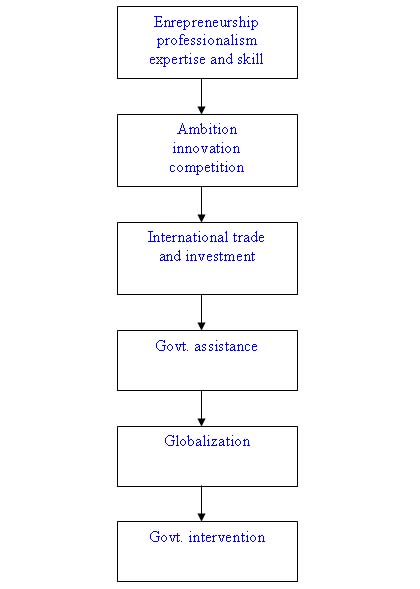 Enrepreneurship
professionalism
expertise and skill
Ambition
innovation
competition
International trade
and investment
Govt. assistance
Globalization
Govt. intervention